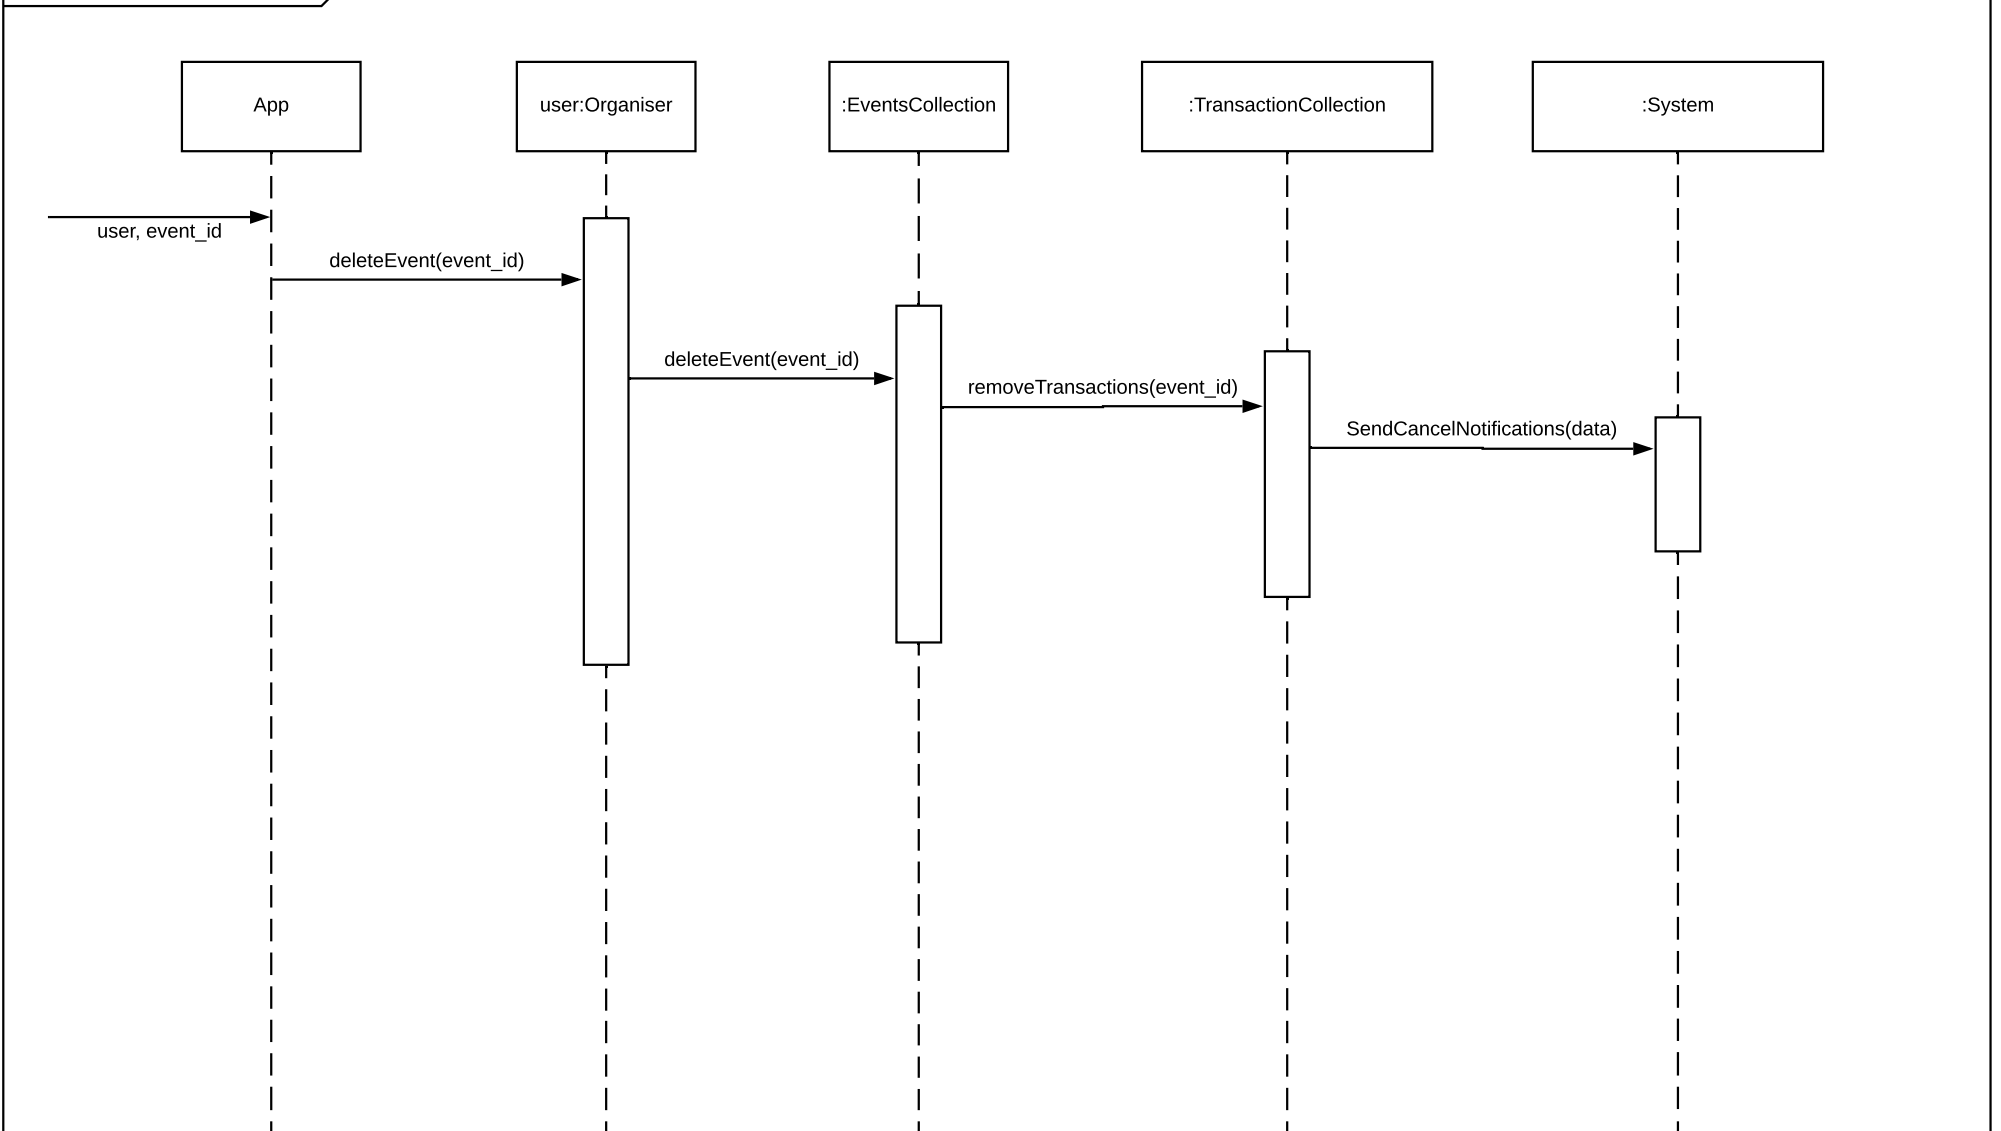 App
user:Organiser
:EventsCollection
:TransactionCollection
:System
user, event_id
deleteEvent(event_id)
deleteEvent(event_id)
removeTransactions(event_id)
SendCancelNotifications(data)